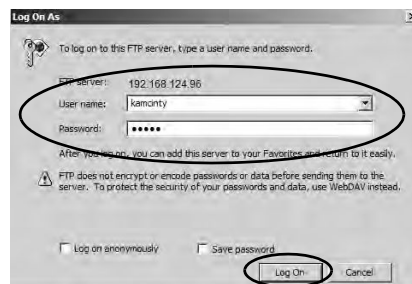 Log On As
To log on to this FTP server, type a user name and password.
FTP server: 192.168.124.96
User name: kamcinty
Password: •••••
After you log on, you can add this server to your Favorites and return to it easily.
FTP does not encrypt or encode passwords or data before sending them to the
server. To protect the security of your passwords and data, use WebDAV instead.
Log on anonymously Save password
Log On Cancel